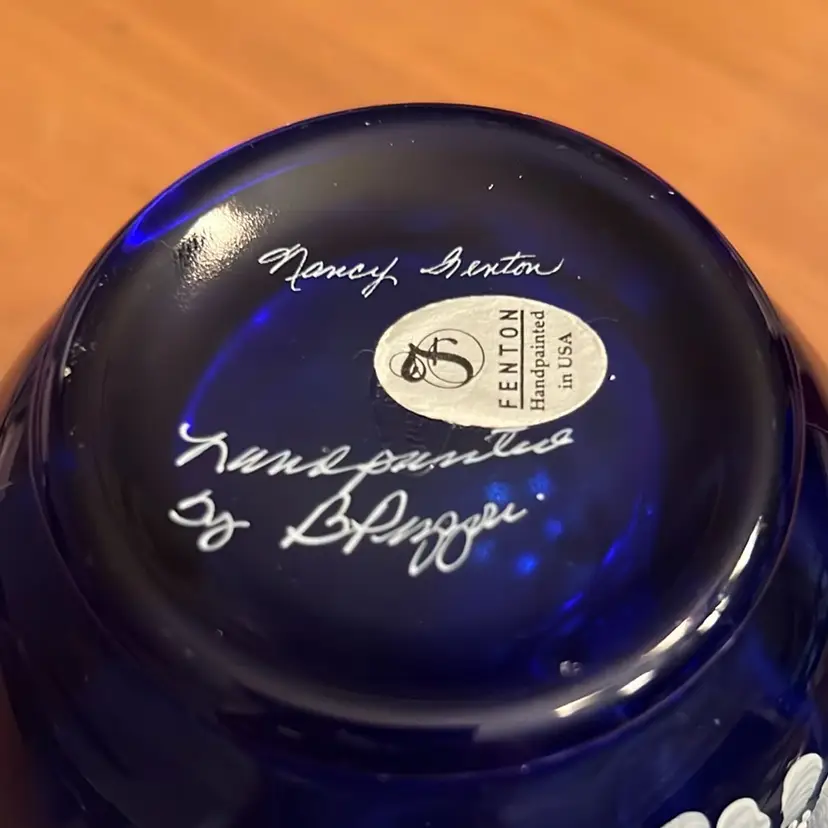 Nancy Fenton
F
FENTON
Handpainted
in USA
Handpainted
by